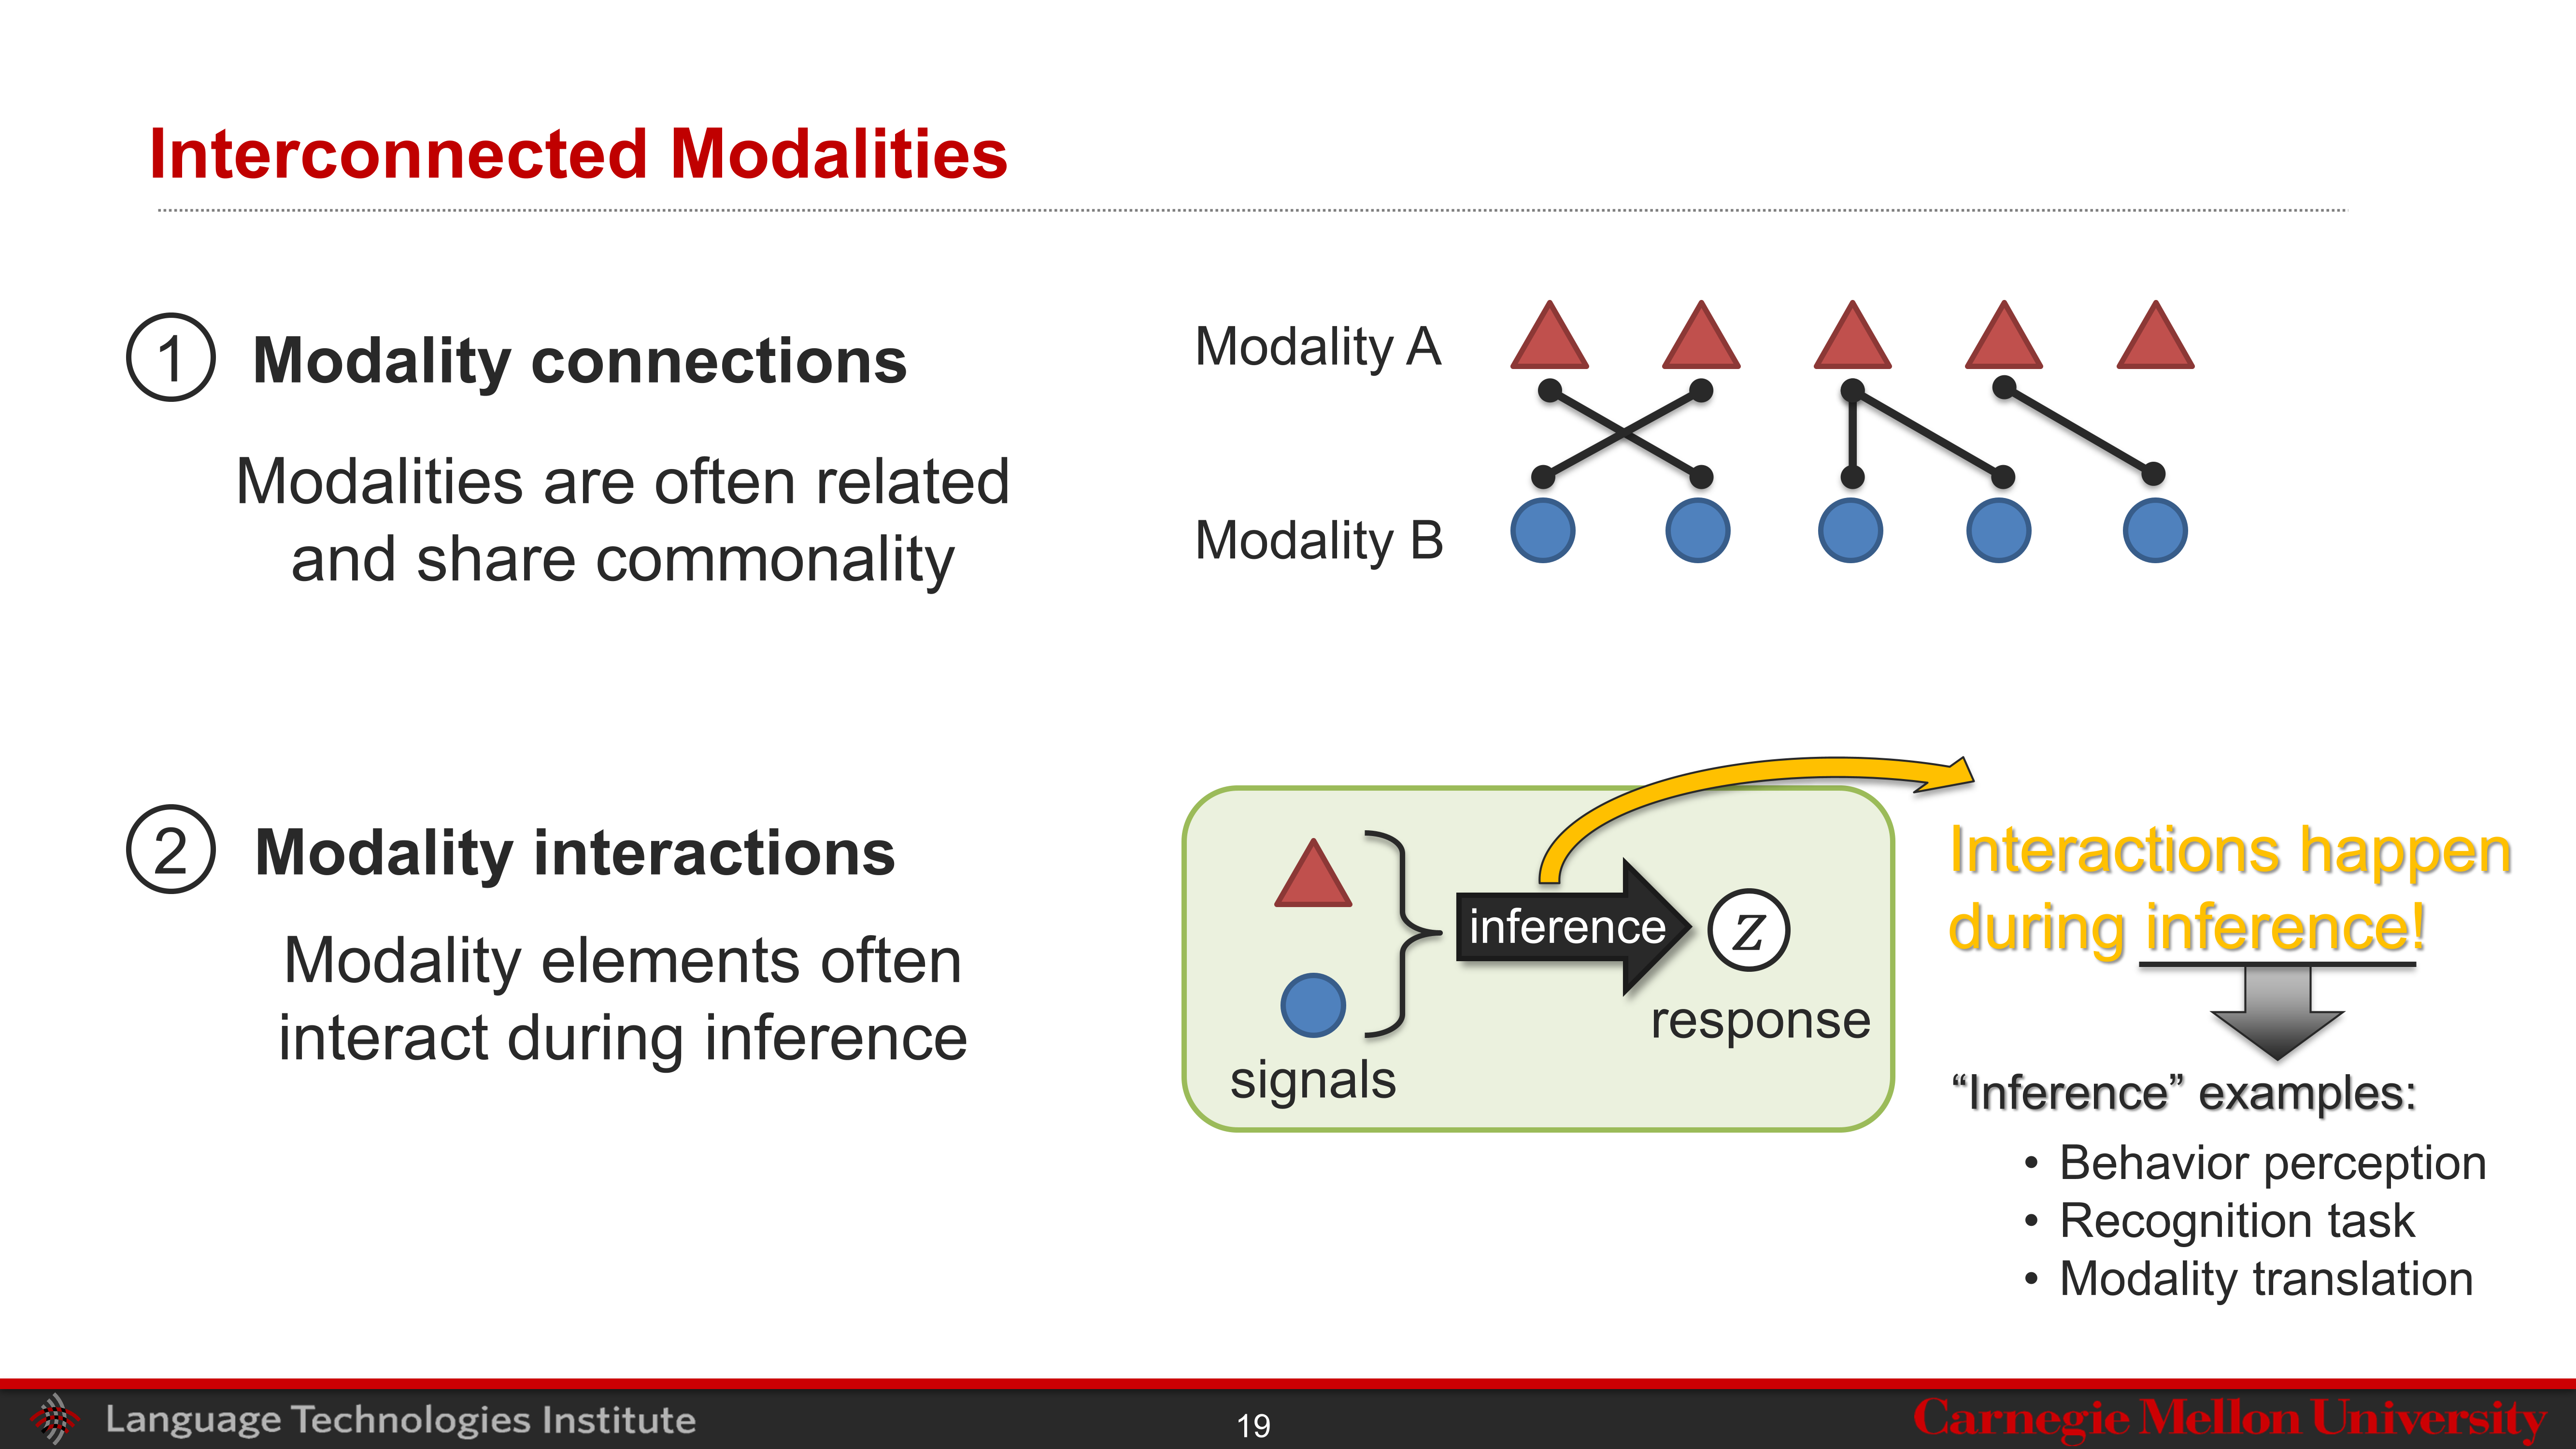 Interconnected Modalities
1 Modality connections
Modalities are often related
and share commonality
Modality A
Modality B
2 Modality interactions
Modality elements often
interact during inference
inference
z
response
signals
Interactions happen
during inference!
“Inference” examples:
• Behavior perception
• Recognition task
• Modality translation
Language Technologies Institute
19
Carnegie Mellon University